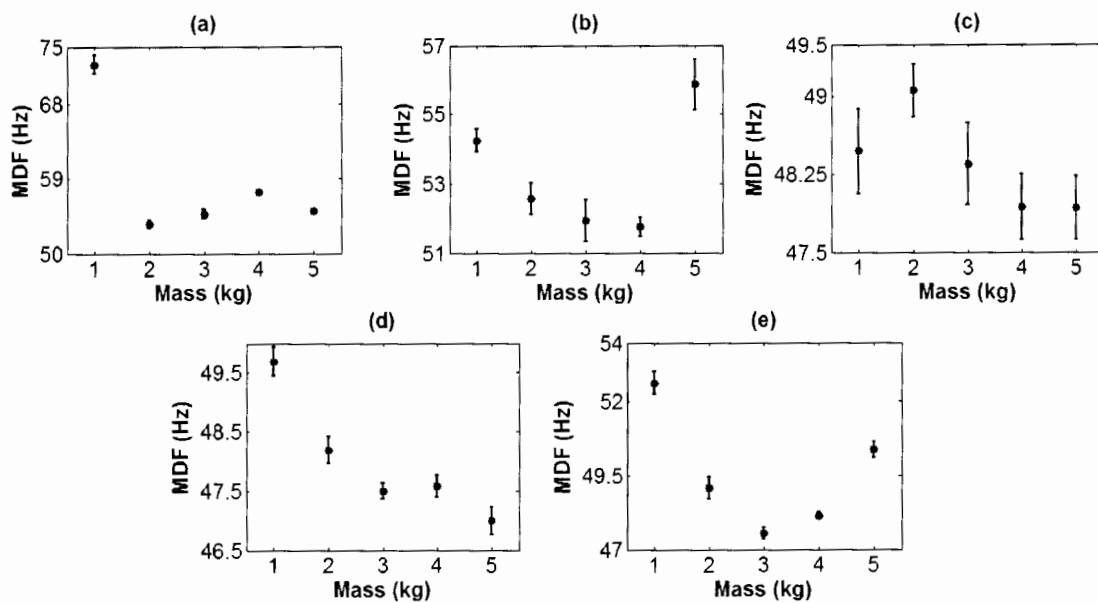 (a)
75
68
59
50
MDF (Hz)
1 2 3 4 5
Mass (kg)
(b)
57
55
53
51
MDF (Hz)
1 2 3 4 5
Mass (kg)
(c)
49.5
49
48.25
47.5
MDF (Hz)
1 2 3 4 5
Mass (kg)
(d)
49.5
48.5
47.5
46.5
MDF (Hz)
1 2 3 4 5
Mass (kg)
(e)
54
52
49.5
47
MDF (Hz)
1 2 3 4 5
Mass (kg)